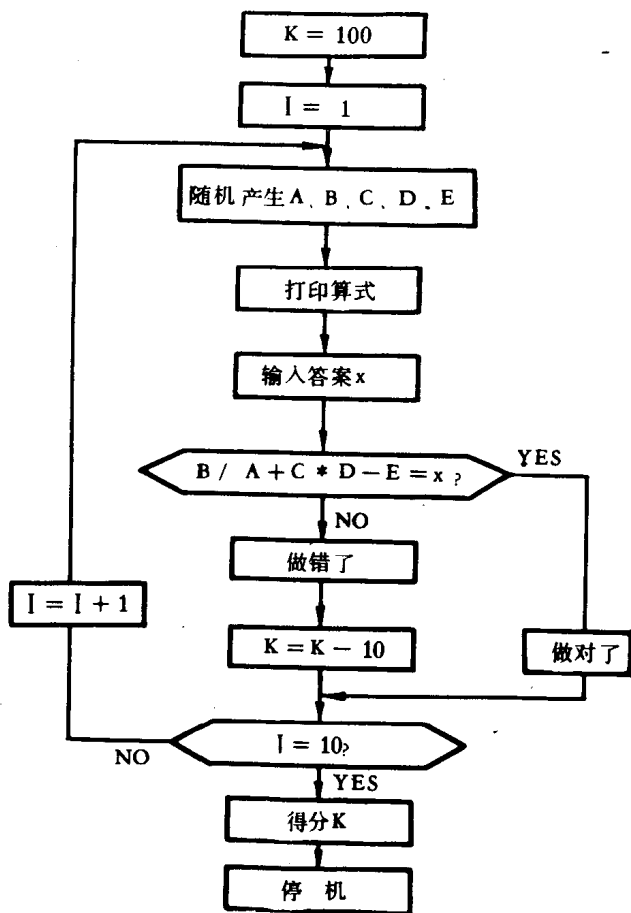 K = 100
I = 1
随机产生A、B、C、D、E
打印算式
输入答案x
B / A + C * D - E = x ?
YES
NO
做错了
I = I + 1
K = K - 10
做对了
I = 10?
NO
YES
得分K
停 机